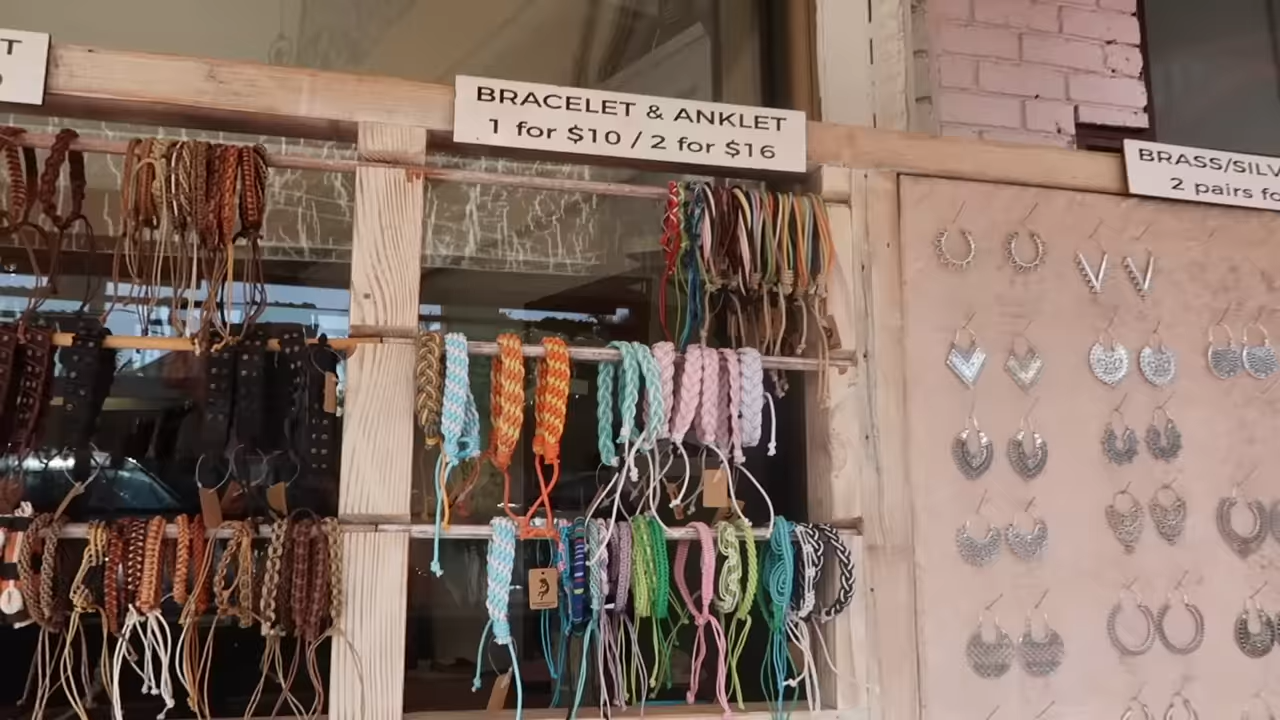 T
BRACELET & ANKLET
1 for $10 / 2 for $16
BRASS/SILV
2 pairs fo